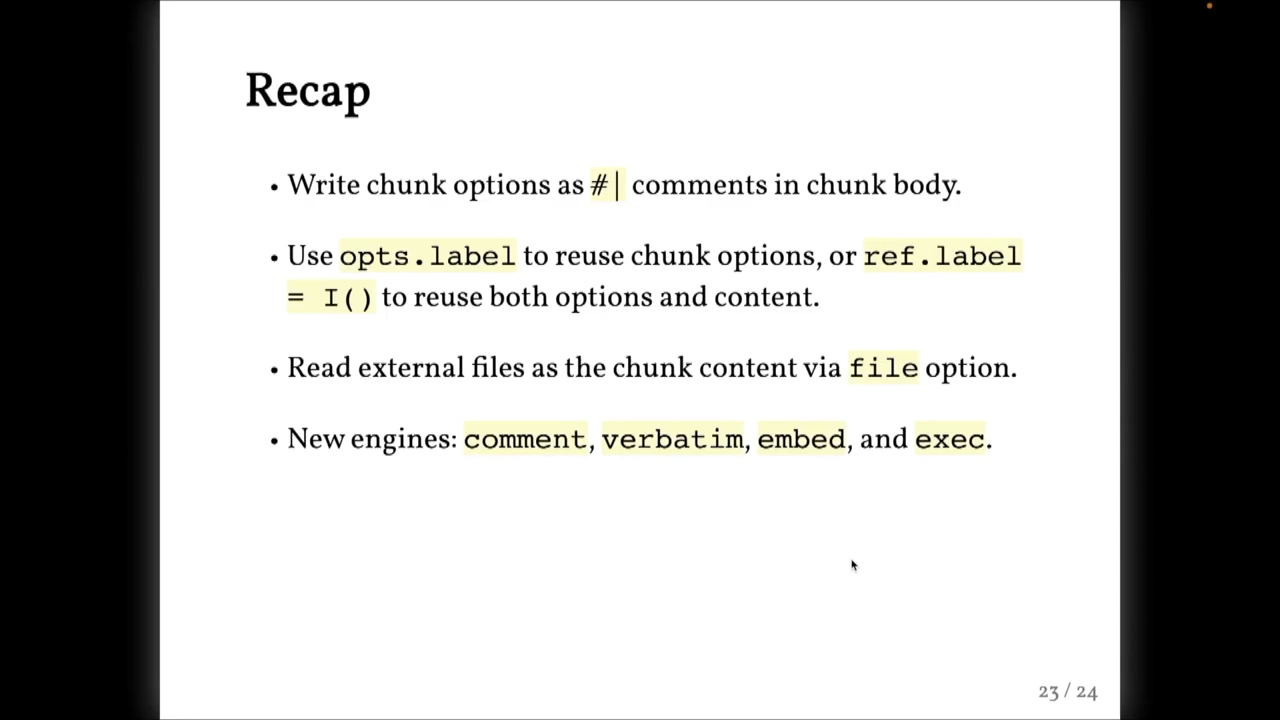 Recap
• Write chunk options as #| comments in chunk body.
• Use opts.label to reuse chunk options, or ref.label
= I() to reuse both options and content.
• Read external files as the chunk content via file option.
• New engines: comment, verbatim, embed, and exec.
23 / 24